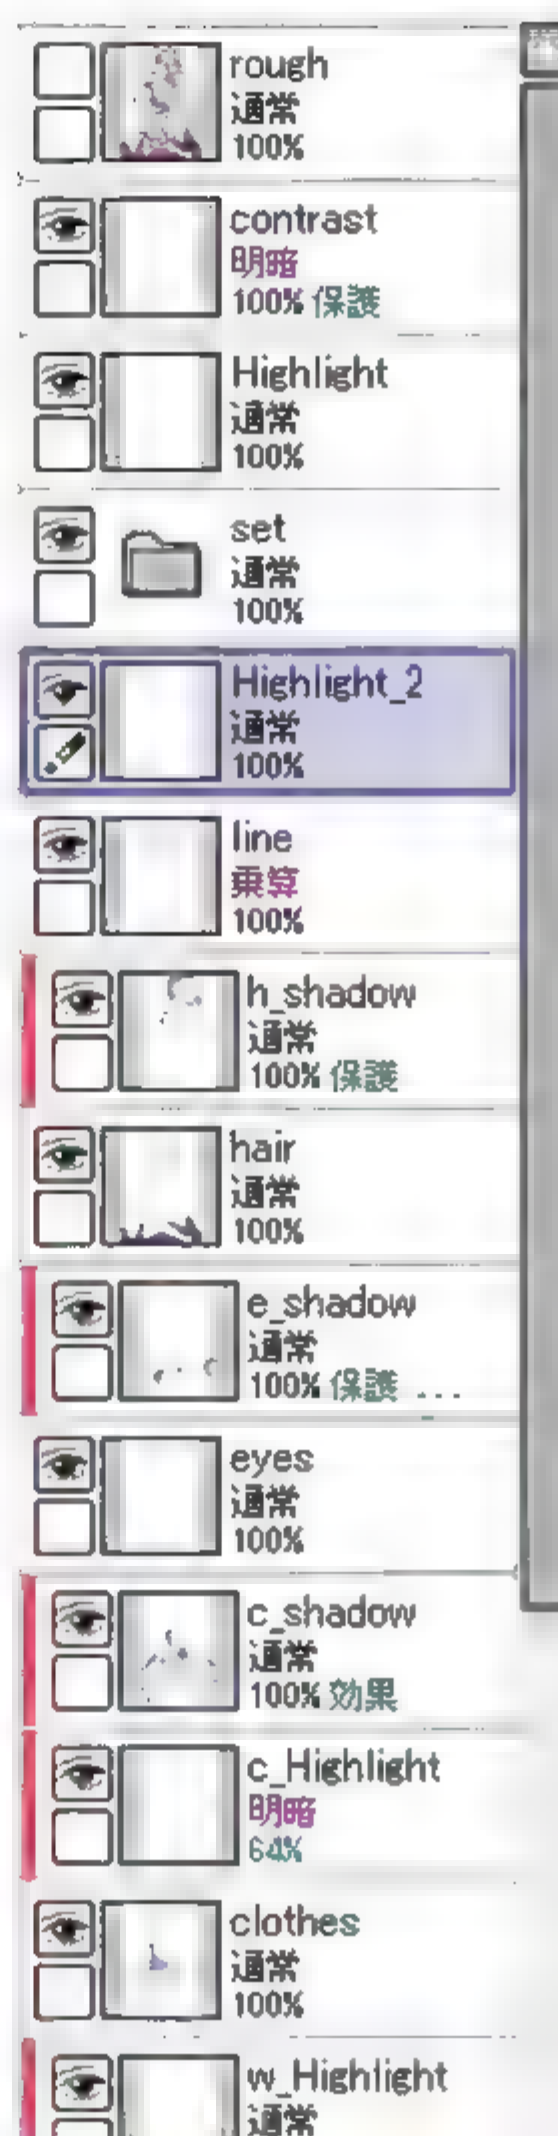 rough
通常
100%
contrast
明暗
100% 保護
Highlight
通常
100%
set
通常
100%
Highlight_2
通常
100%
line
乗算
100%
h_shadow
通常
100% 保護
hair
通常
100%
e_shadow
通常
100% 保護 ...
eyes
通常
100%
c_shadow
通常
100% 効果
c_Highlight
明暗
64%
clothes
通常
100%
w_Highlight
通常